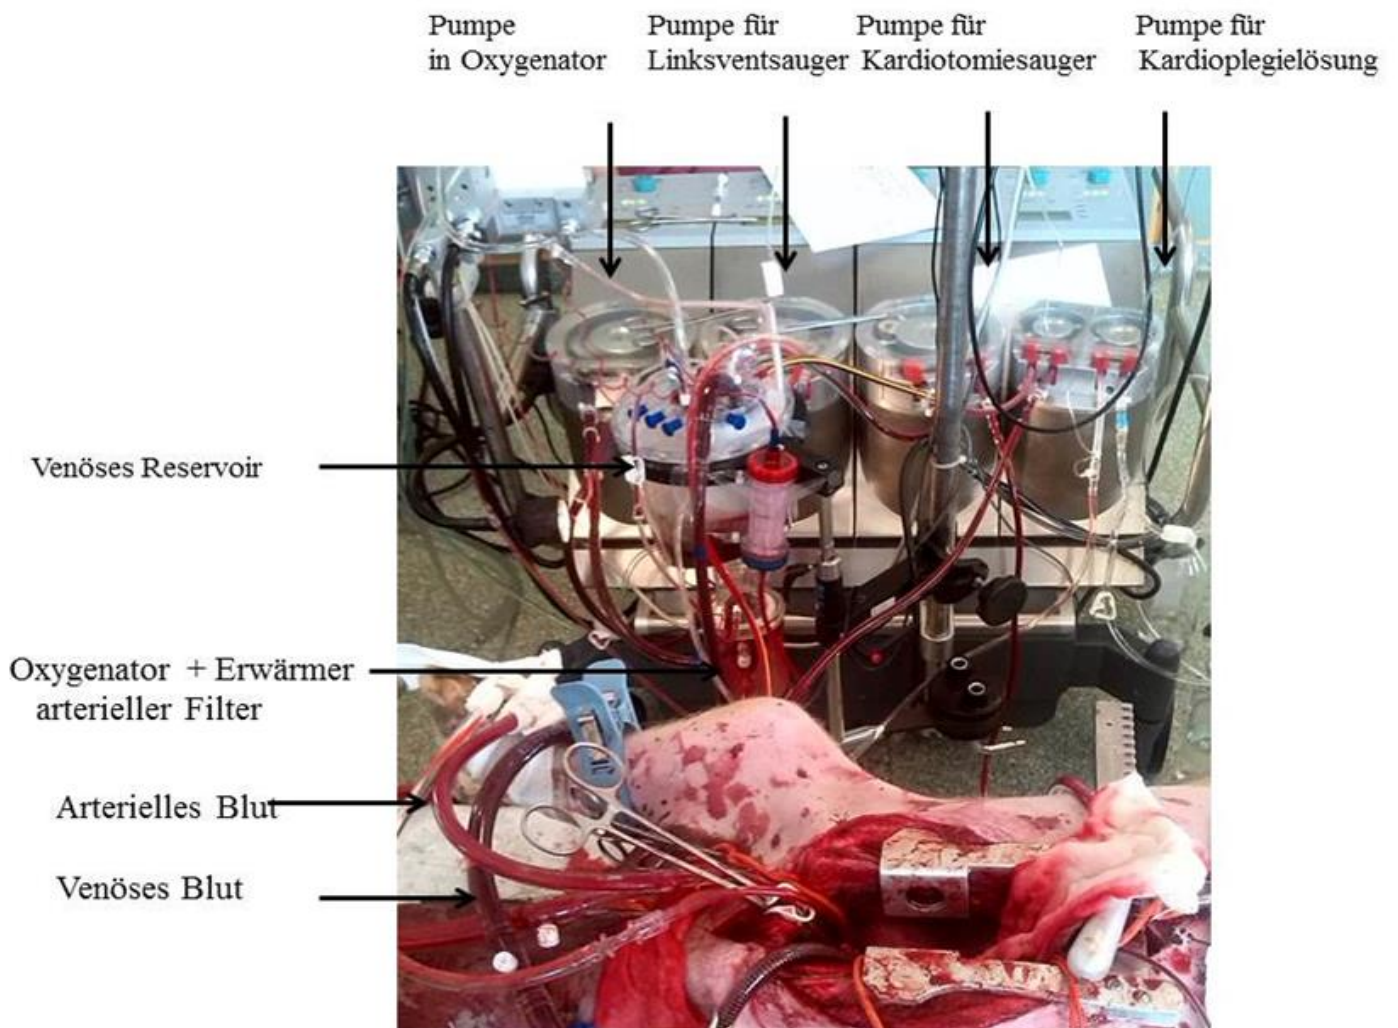 Pumpe
in Oxygenator
Pumpe für
Linksventsauger
Pumpe für
Kardiotomiesauger
Pumpe für
Kardioplegielösung
Venöses Reservoir
Oxygenator + Erwärmer
arterieller Filter
Arterielles Blut
Venöses Blut